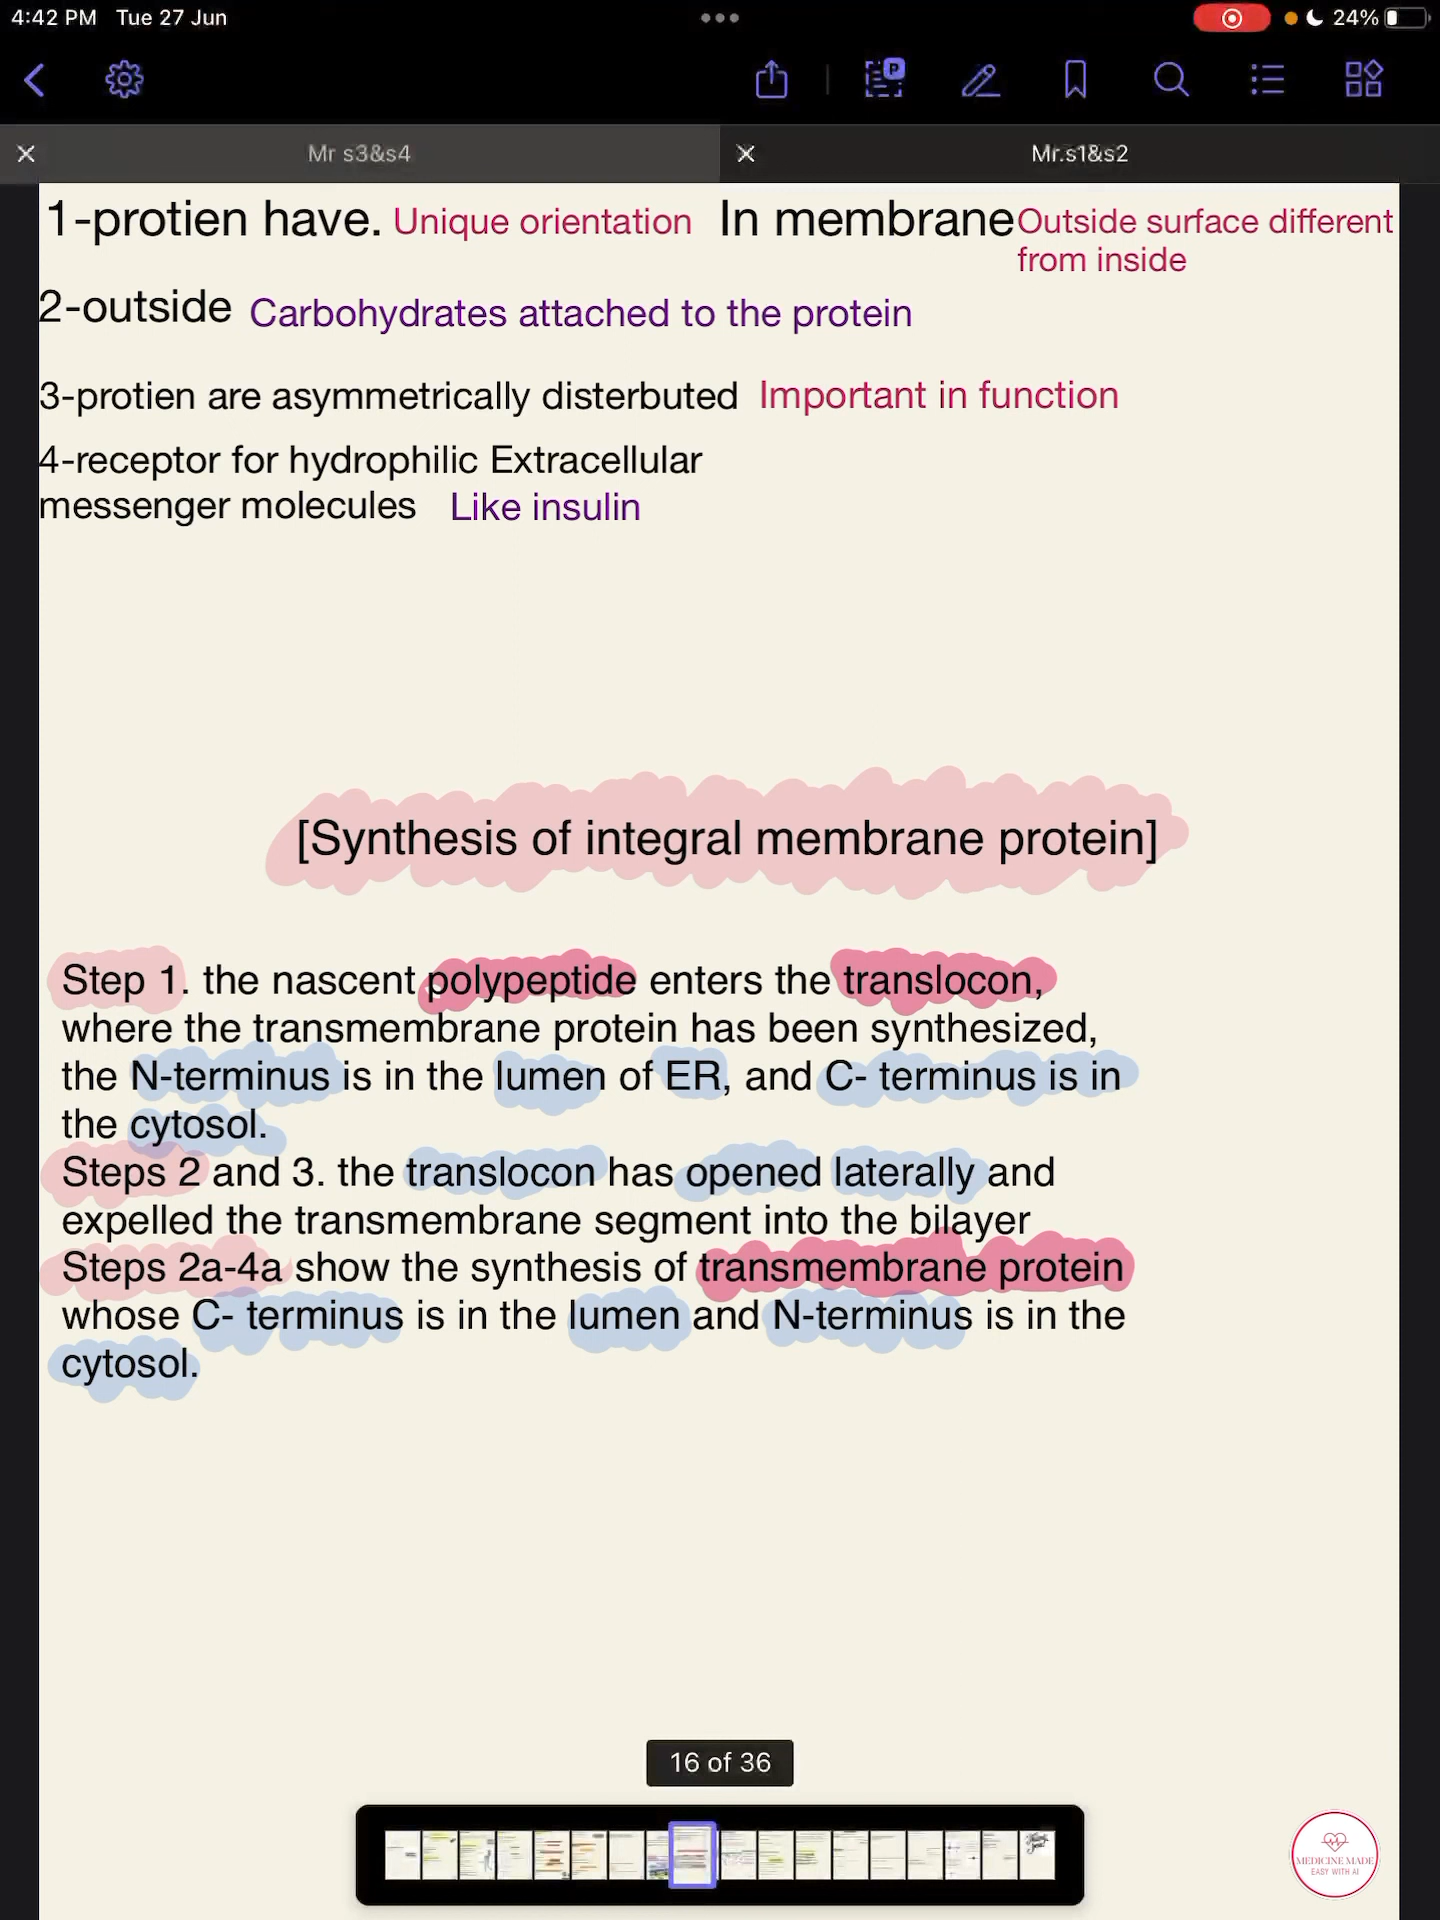 4:42 PM Tue 27 Jun
24%
P
Mr s3&s4
Mr.s1&s2
1-protien have. Unique orientation In membrane Outside surface different
from inside
2-outside Carbohydrates attached to the protein
3-protien are asymmetrically disterbuted Important in function
4-receptor for hydrophilic Extracellular
messenger molecules Like insulin
[Synthesis of integral membrane protein]
Step 1. the nascent polypeptide enters the translocon,
where the transmembrane protein has been synthesized,
the N-terminus is in the lumen of ER, and C- terminus is in
the cytosol.
Steps 2 and 3. the translocon has opened laterally and
expelled the transmembrane segment into the bilayer
Steps 2a-4a show the synthesis of transmembrane protein
whose C- terminus is in the lumen and N-terminus is in the
cytosol.
16 of 36
MEDICINE MADE
EASY WITH AI